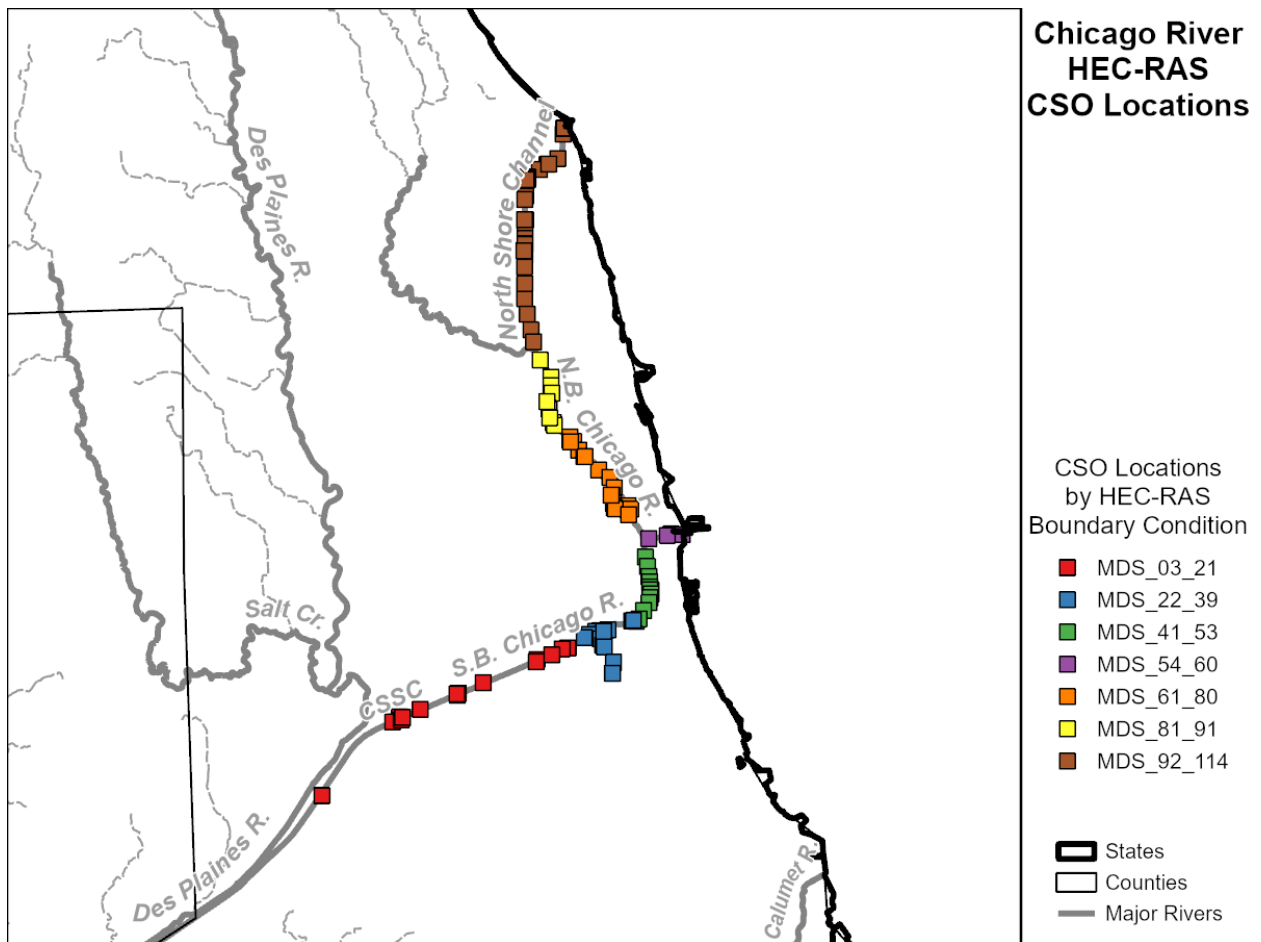 Chicago River
HEC-RAS
CSO Locations
North Shore Channel
Des Plaines R.
N.B. Chicago R.
Salt Cr.
S.B. Chicago R.
CSSC
Des Plaines R.
Calumer R.
CSO Locations
by HEC-RAS
Boundary Condition
MDS_03_21
MDS_22_39
MDS_41_53
MDS_54_60
MDS_61_80
MDS_81_91
MDS_92_114
States
Counties
Major Rivers